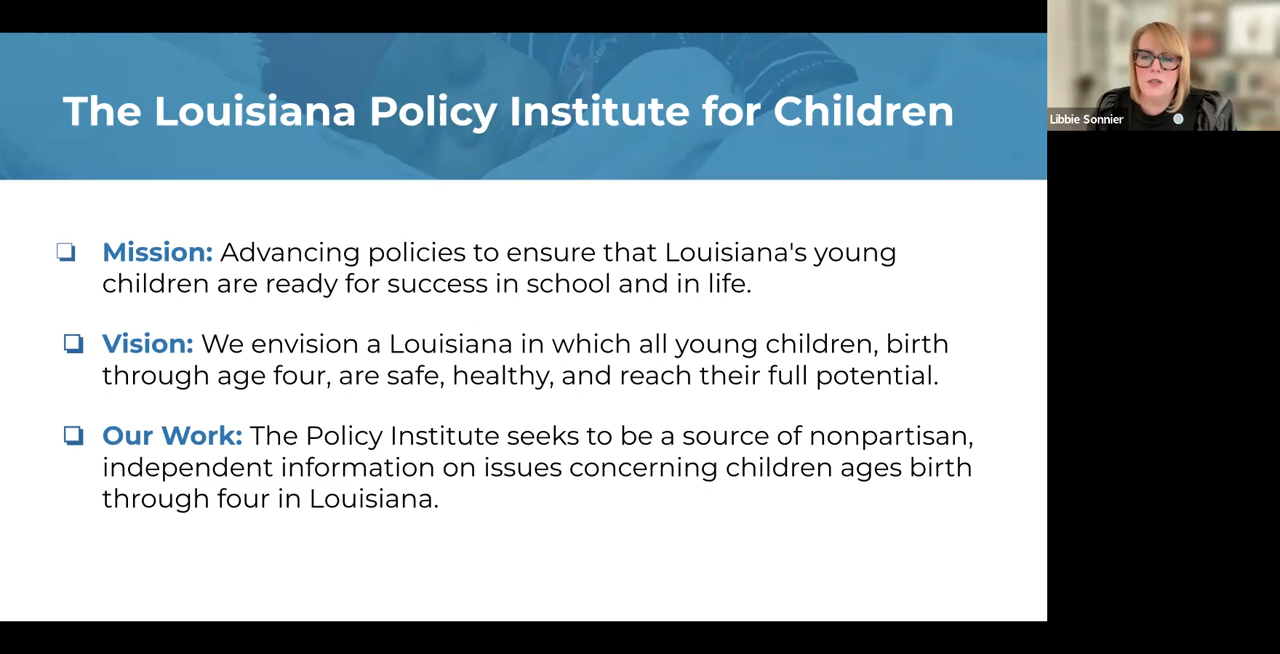 The Louisiana Policy Institute for Children
Libbie Sonnier
Mission: Advancing policies to ensure that Louisiana's young
children are ready for success in school and in life.
Vision: We envision a Louisiana in which all young children, birth
through age four, are safe, healthy, and reach their full potential.
Our Work: The Policy Institute seeks to be a source of nonpartisan,
independent information on issues concerning children ages birth
through four in Louisiana.